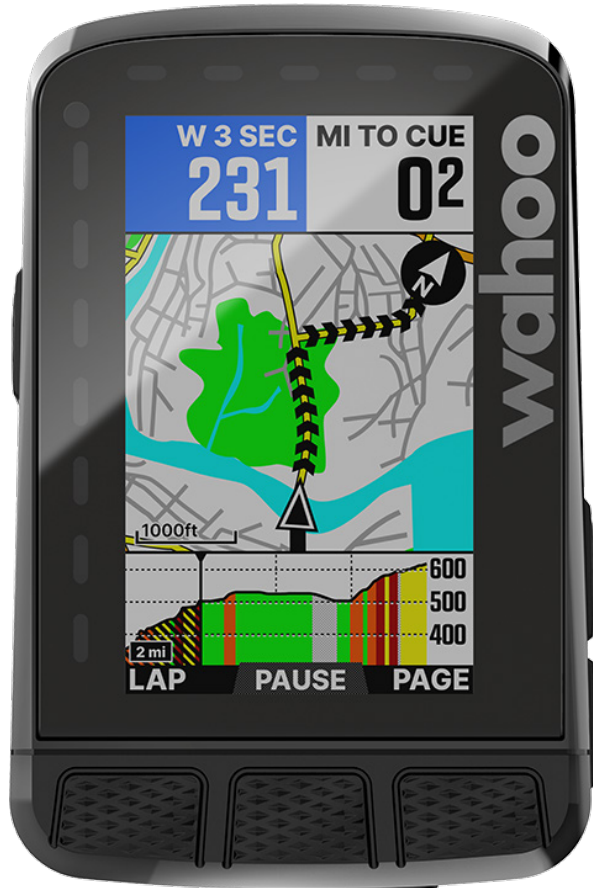 W 3 SEC MI TO CUE
231 02
wahoo
N
1000ft
600
500
400
2 mi
LAP PAUSE PAGE